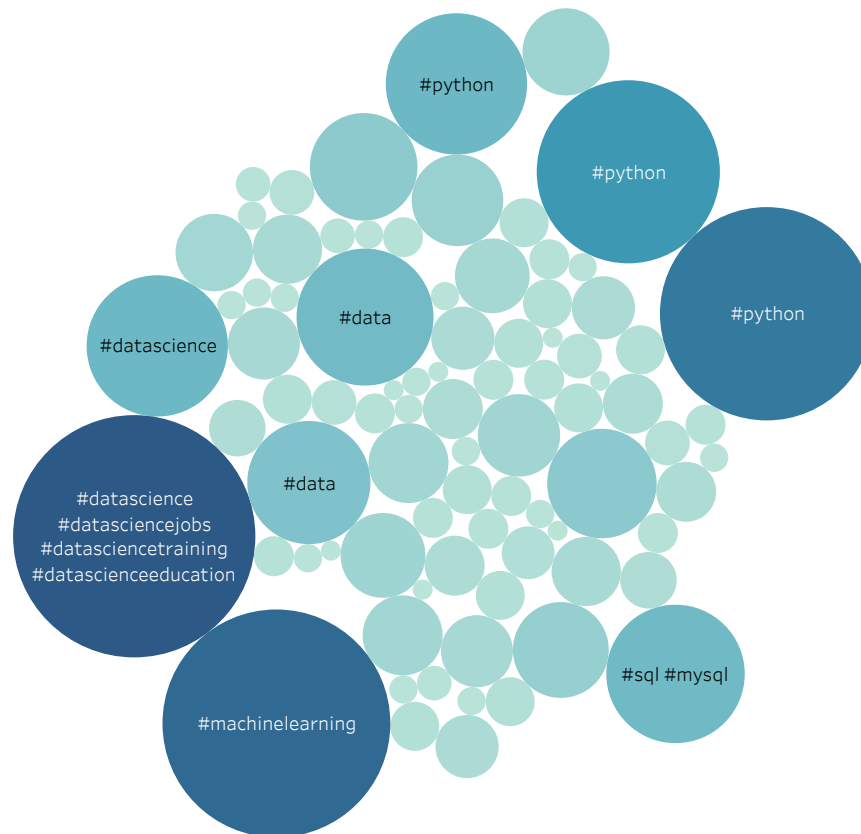 #python
#python
#python
#data
#datascience
#data
#datascience
#datasciencejobs
#datasciencetraining
#datascienceeducation
#sql #mysql
#machinelearning